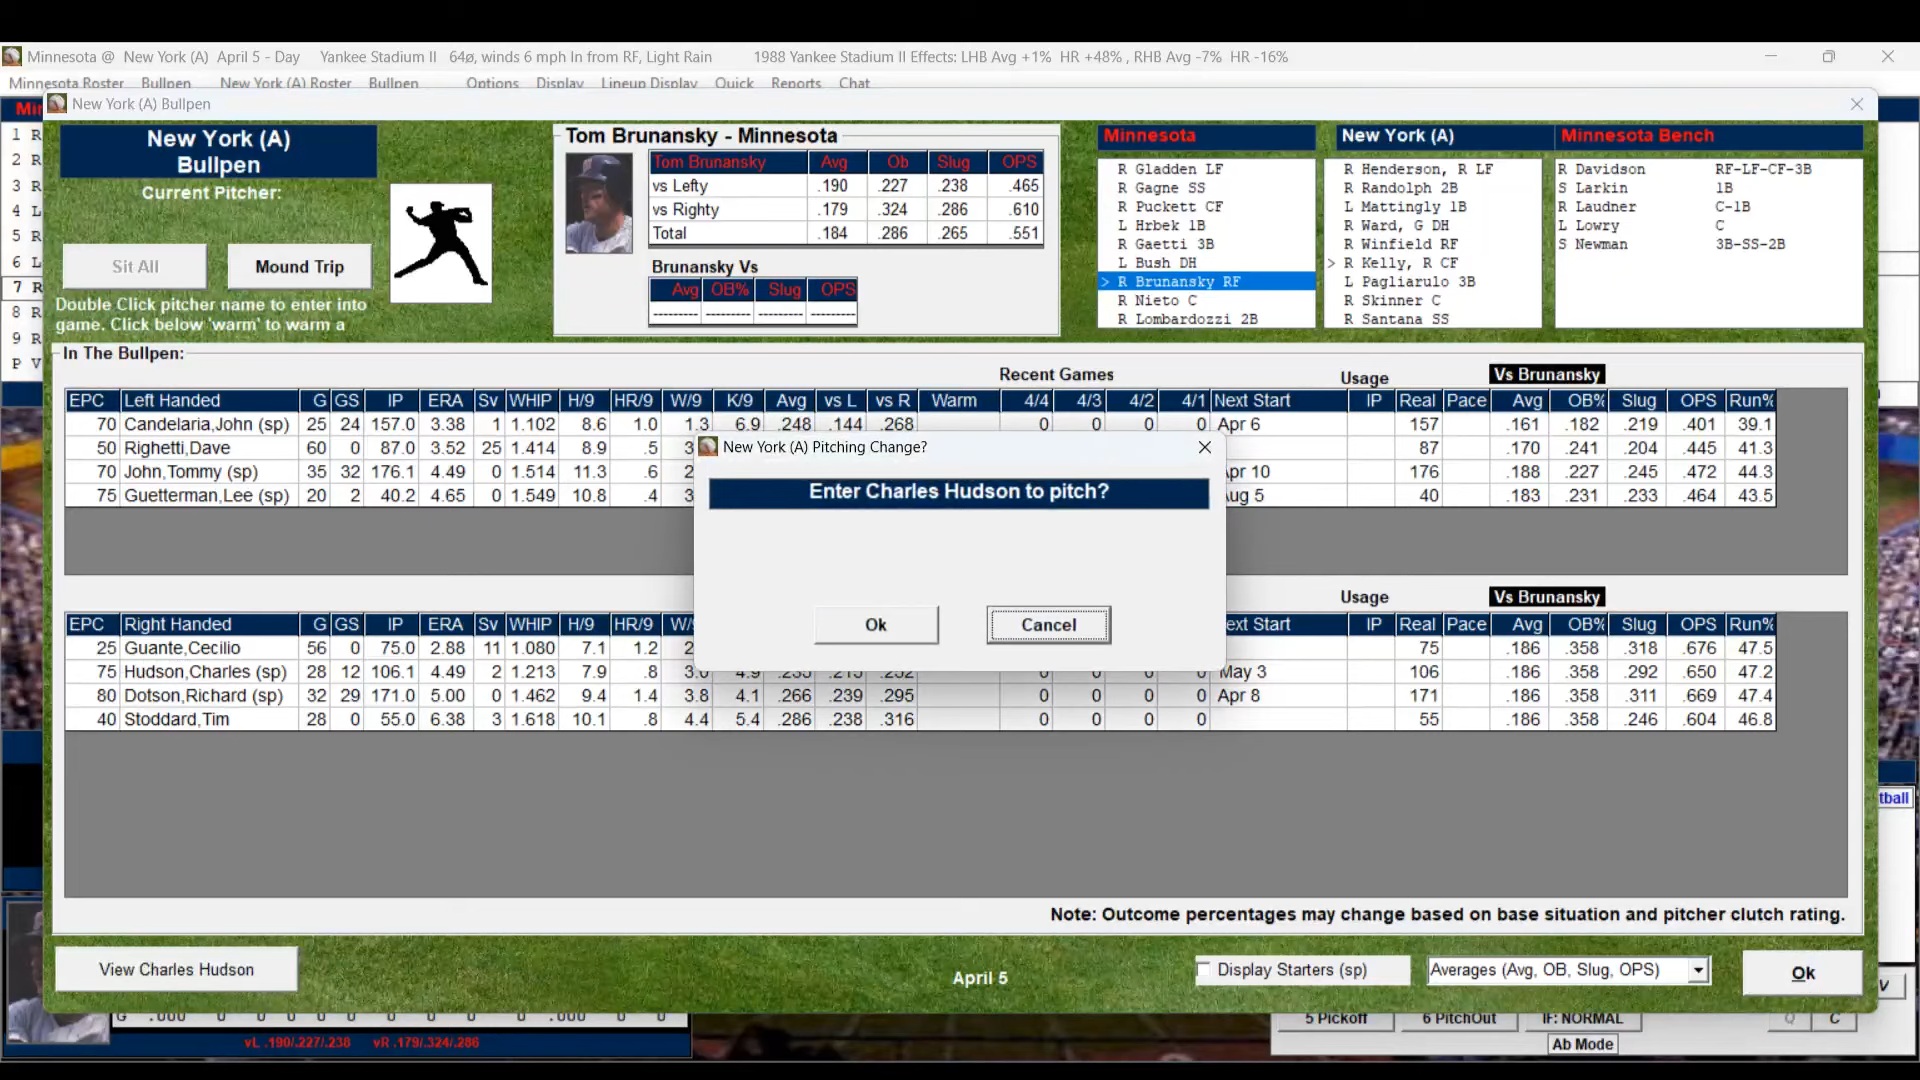 Minnesota @ New York (A) April 5 - Day Yankee Stadium II 64ø, winds 6 mph In from RF, Light Rain 1988 Yankee Stadium II Effects: LHB Avg +1% HR +48% , RHB Avg -7% HR -16%
Minnesota Roster Bullpen New York (A) Roster Bullpen Options Display Lineup Display Quick Reports Chat
New York (A) Bullpen
New York (A)
Bullpen
Current Pitcher:
Sit All Mound Trip
Double Click pitcher name to enter into
game. Click below 'warm' to warm a
Tom Brunansky - Minnesota
Tom Brunansky Avg Ob Slug OPS
vs Lefty .190 .227 .238 .465
vs Righty .179 .324 .286 .610
Total .184 .286 .265 .551
Brunansky Vs
Avg OB% Slug OPS
--------- --------- --------- ---------
Minnesota
R Gladden LF
R Gagne SS
R Puckett CF
L Hrbek 1B
R Gaetti 3B
L Bush DH
> R Brunansky RF
R Nieto C
R Lombardozzi 2B
New York (A)
R Henderson, R LF
R Randolph 2B
L Mattingly 1B
R Ward, G DH
R Winfield RF
> R Kelly, R CF
L Pagliarulo 3B
R Skinner C
R Santana SS
Minnesota Bench
R Davidson RF-LF-CF-3B
S Larkin 1B
R Laudner C-1B
L Lowry C
S Newman 3B-SS-2B
1 R
2 R
3 R
4 L
5 R
6 L
7 R
8 R
9 R
P V
In The Bullpen:
Recent Games Usage Vs Brunansky
EPC Left Handed G GS IP ERA Sv WHIP H/9 HR/9 W/9 K/9 Avg vs L vs R Warm 4/4 4/3 4/2 4/1 Next Start IP Real Pace Avg OB% Slug OPS Run%
70 Candelaria,John (sp) 25 24 157.0 3.38 1 1.102 8.6 1.0 1.3 6.9 .248 .144 .268 0 0 0 0 Apr 6 157 .161 .182 .219 .401 39.1
50 Righetti,Dave 60 0 87.0 3.52 25 1.414 8.9 .5 87 .170 .241 .204 .445 41.3
70 John,Tommy (sp) 35 32 176.1 4.49 0 1.514 11.3 .6 Apr 10 176 .188 .227 .245 .472 44.3
75 Guetterman,Lee (sp) 20 2 40.2 4.65 0 1.549 10.8 .4 Aug 5 40 .183 .231 .233 .464 43.5
New York (A) Pitching Change?
Enter Charles Hudson to pitch?
Ok Cancel
Usage Vs Brunansky
EPC Right Handed G GS IP ERA Sv WHIP H/9 HR/9 W/9 Next Start IP Real Pace Avg OB% Slug OPS Run%
25 Guante,Cecilio 56 0 75.0 2.88 11 1.080 7.1 1.2 75 .186 .358 .318 .676 47.5
75 Hudson,Charles (sp) 28 12 106.1 4.49 2 1.213 7.9 .8 3.0 4.9 0 0 0 0 May 3 106 .186 .358 .292 .650 47.2
80 Dotson,Richard (sp) 32 29 171.0 5.00 0 1.462 9.4 1.4 3.8 4.1 .266 .239 .295 0 0 0 0 Apr 8 171 .186 .358 .311 .669 47.4
40 Stoddard,Tim 28 0 55.0 6.38 3 1.618 10.1 .8 4.4 5.4 .286 .238 .316 0 0 0 0 55 .186 .358 .246 .604 46.8
Note: Outcome percentages may change based on base situation and pitcher clutch rating.
View Charles Hudson April 5 Display Starters (sp) Averages (Avg, OB, Slug, OPS) Ok
vL .190/.227/.238 vR .179/.324/.286
5 Pickoff 6 PitchOut IF: NORMAL Q C
Ab Mode